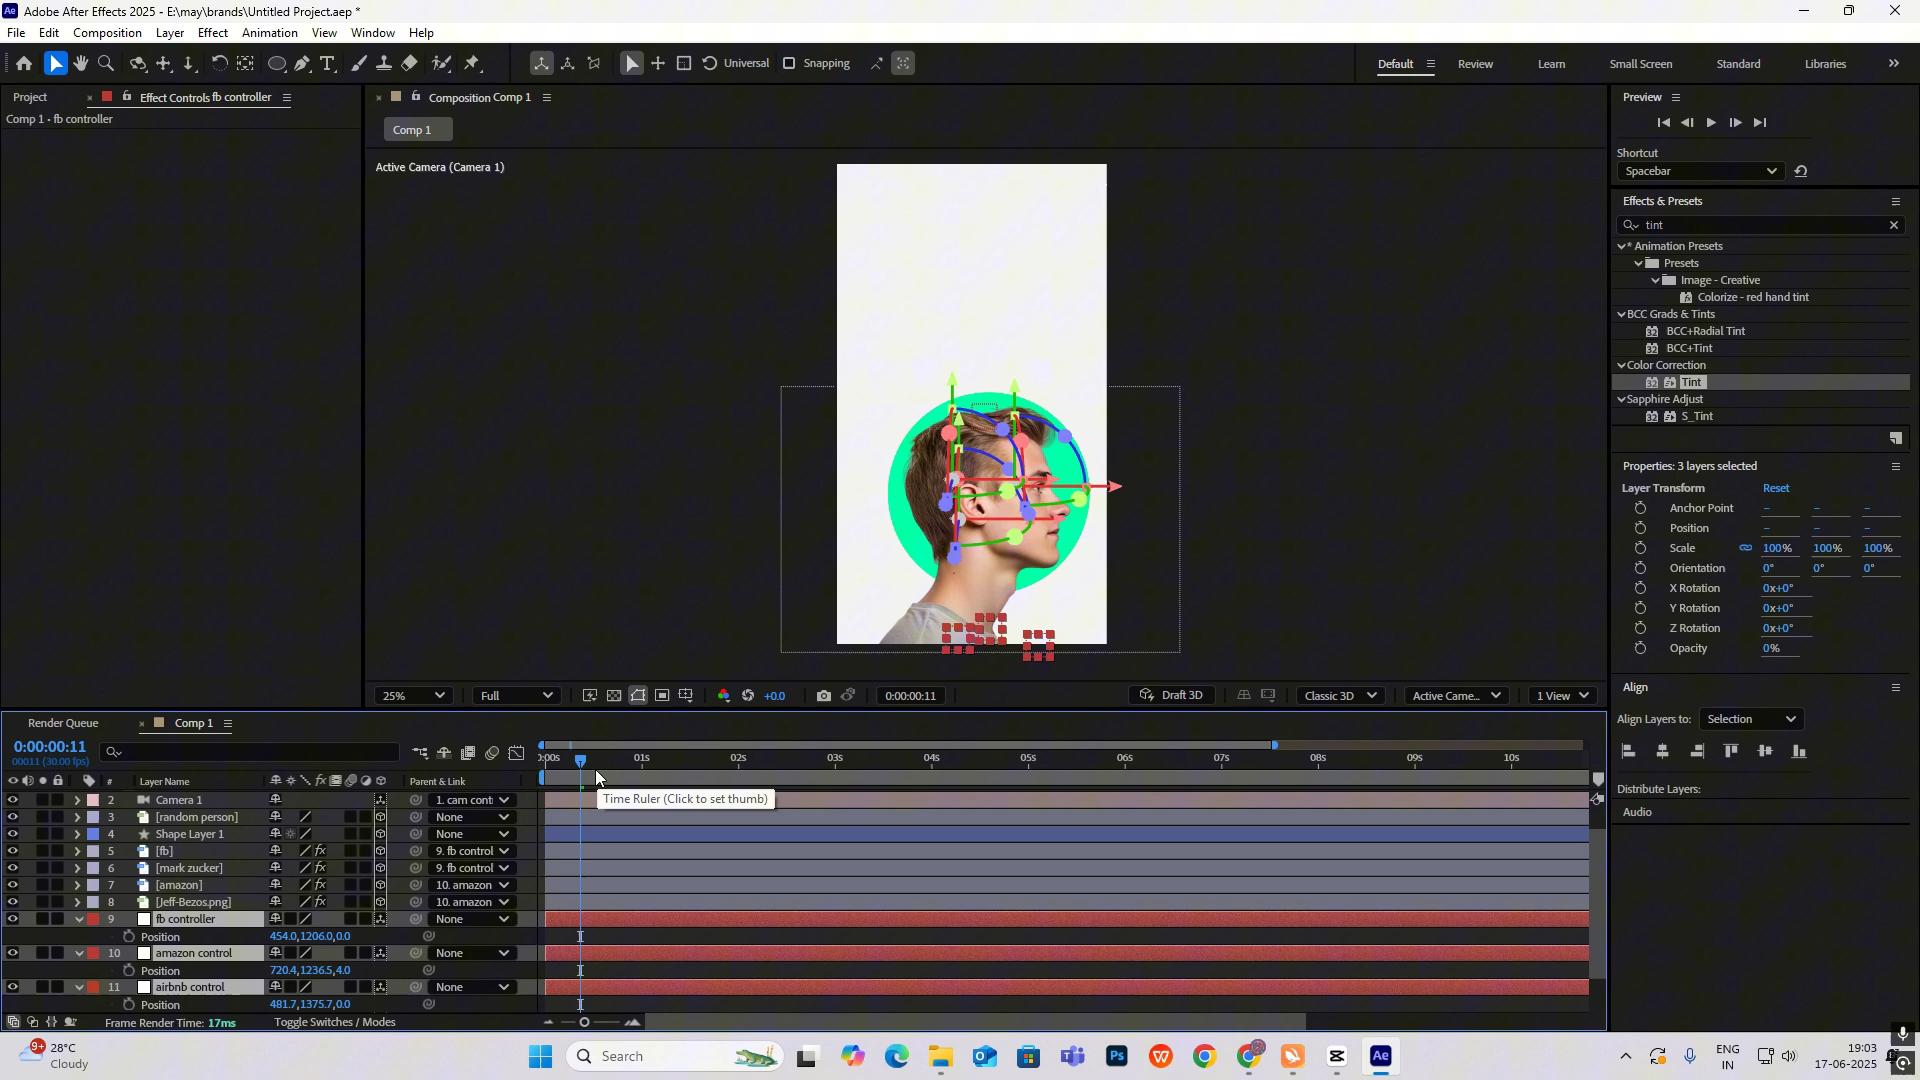 Adobe After Effects 2025 - E:\may\brands\Untitled Project.aep *
File Edit Composition Layer Effect Animation View Window Help
Universal Snapping Default Review Learn Small Screen Standard Libraries
Project Effect Controls fb controller
Comp 1 - fb controller
Composition Comp 1
Comp 1
Active Camera (Camera 1)
25% Full +0.0 0:00:00:11 Draft 3D Classic 3D Active Came... 1 View
Preview
Shortcut
Spacebar
Effects & Presets
tint
* Animation Presets
Presets
Image - Creative
Colorize - red hand tint
BCC Grads & Tints
BCC+Radial Tint
BCC+Tint
Color Correction
Tint
Sapphire Adjust
S_Tint
Properties: 3 layers selected
Layer Transform Reset
Anchor Point - - -
Position - - -
Scale 100% 100% 100%
Orientation 0° 0° 0°
X Rotation 0x+0°
Y Rotation 0x+0°
Z Rotation 0x+0°
Opacity 0%
Align
Align Layers to: Selection
Distribute Layers:
Audio
Render Queue Comp 1
0:00:00:11
00011 (30.00 fps)
:00s 01s 02s 03s 04s 05s 06s 07s 08s 09s 10s
# Layer Name fx Parent & Link
Time Ruler (Click to set thumb)
2 Camera 1 1. cam cont
3 [random person] None
4 Shape Layer 1 None
5 [fb] fx 9. fb control
6 [mark zucker] fx 9. fb control
7 [amazon] fx 10. amazon
8 [Jeff-Bezos.png] fx 10. amazon
9 fb controller None
Position 454.0,1206.0,0.0
10 amazon control None
Position 720.4,1236.5,4.0
11 airbnb control None
Position 481.7,1375.7,0.0
Frame Render Time: 17ms Toggle Switches / Modes
9+ 28°C
Cloudy
Search
Ps
Ae
ENG
IN
19:03
17-06-2025